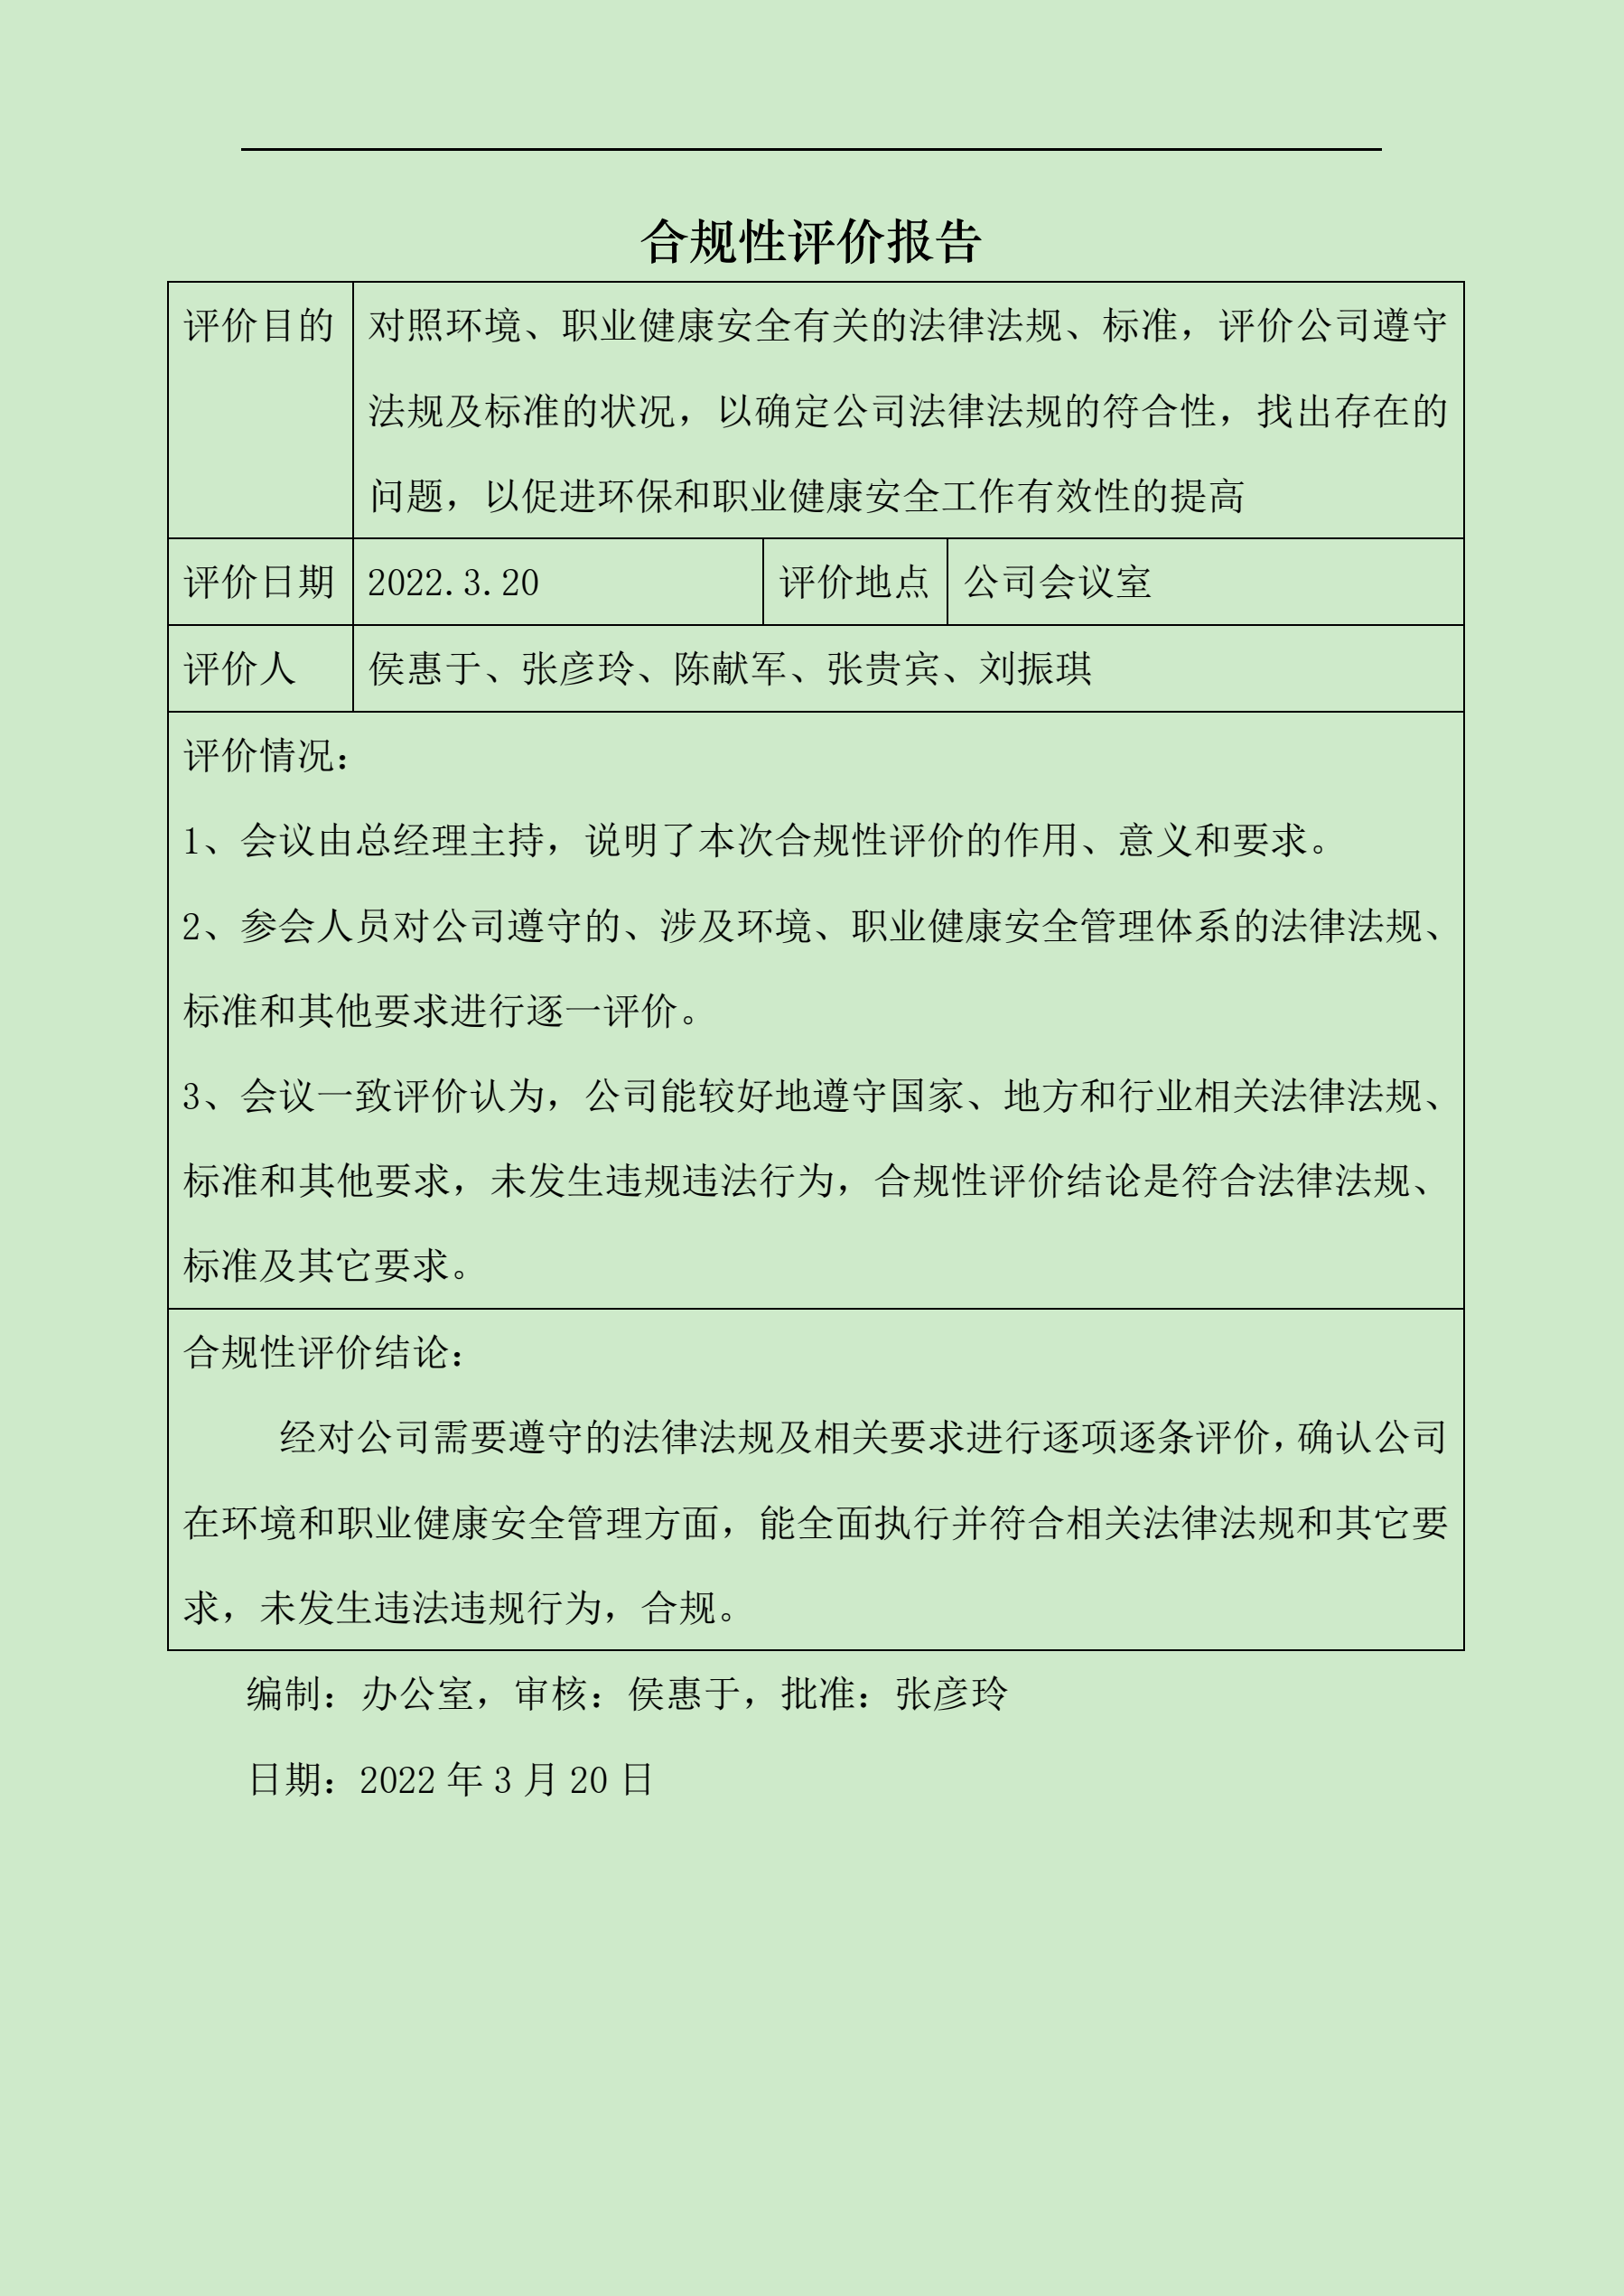 合规性评价报告
评价目的
对照环境、职业健康安全有关的法律法规、标准，评价公司遵守
法规及标准的状况，以确定公司法律法规的符合性，找出存在的
问题，以促进环保和职业健康安全工作有效性的提高
评价日期 2022.3.20 评价地点 公司会议室
评价人 侯惠于、张彦玲、陈献军、张贵宾、刘振琪
评价情况：
1、会议由总经理主持，说明了本次合规性评价的作用、意义和要求。
2、参会人员对公司遵守的、涉及环境、职业健康安全管理体系的法律法规、
标准和其他要求进行逐一评价。
3、会议一致评价认为，公司能较好地遵守国家、地方和行业相关法律法规、
标准和其他要求，未发生违规违法行为，合规性评价结论是符合法律法规、
标准及其它要求。
合规性评价结论：
经对公司需要遵守的法律法规及相关要求进行逐项逐条评价，确认公司
在环境和职业健康安全管理方面，能全面执行并符合相关法律法规和其它要
求，未发生违法违规行为，合规。
编制：办公室，审核：侯惠于，批准：张彦玲
日期：2022 年 3 月 20 日